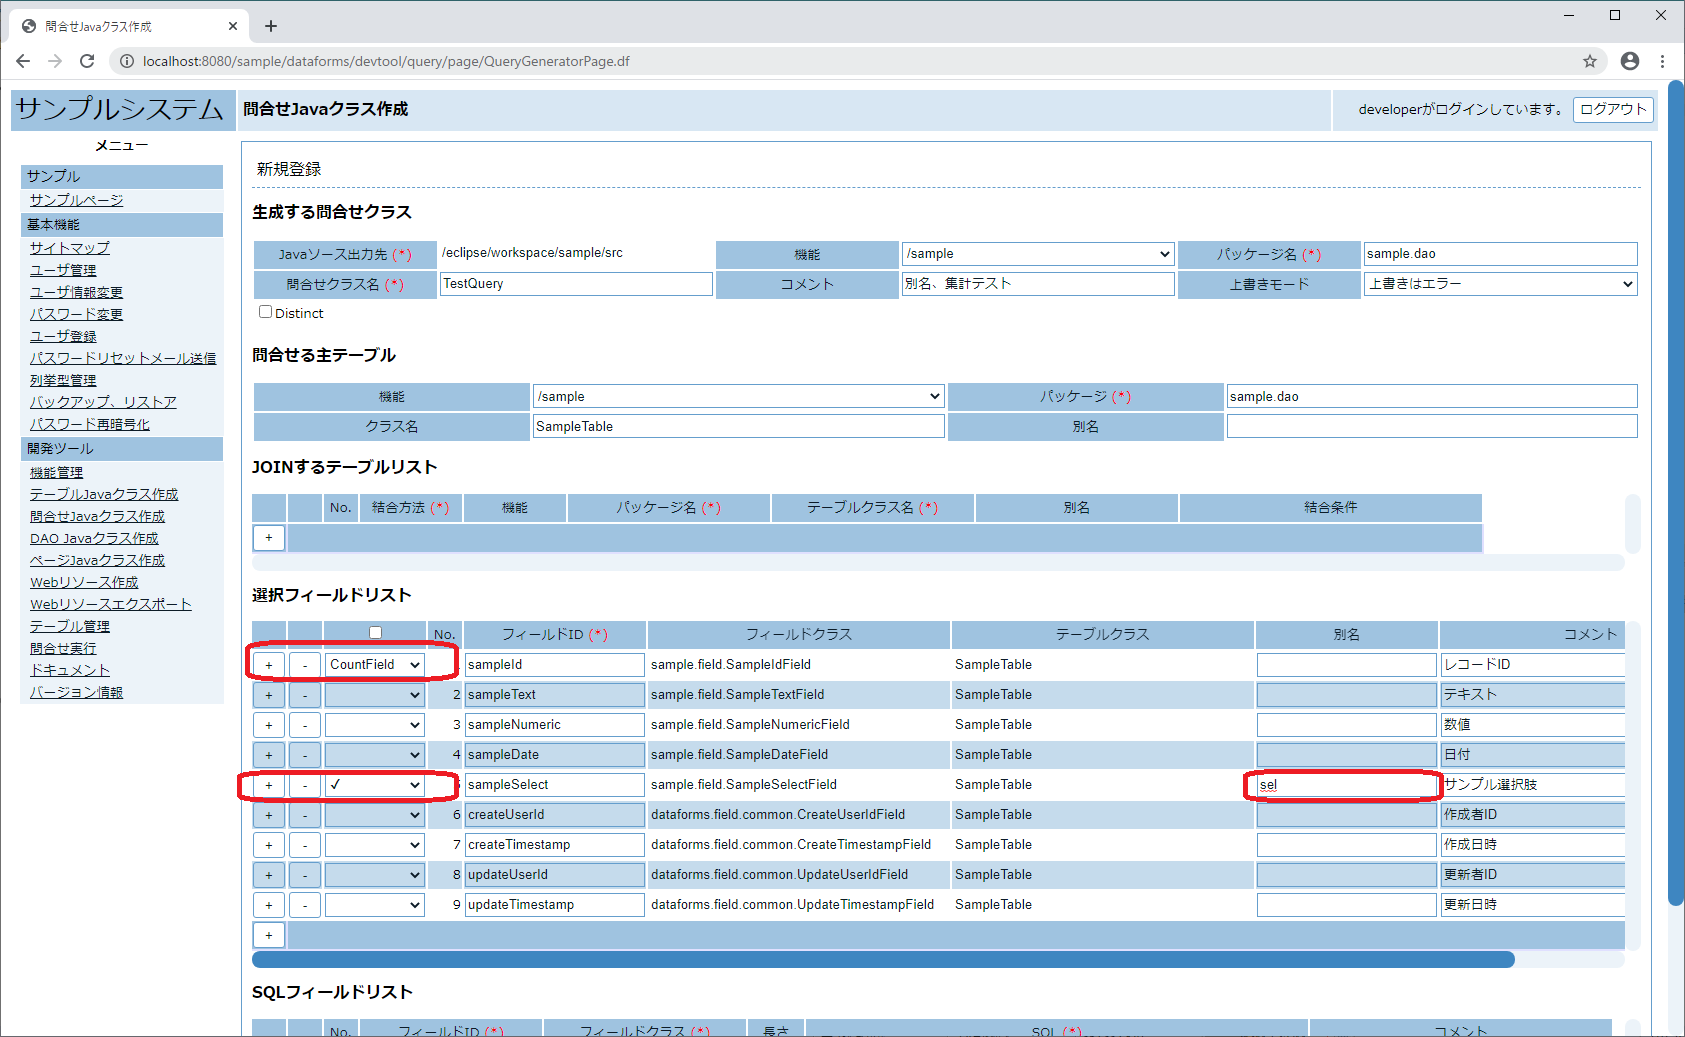 問合せJavaクラス作成
localhost:8080/sample/dataforms/devtool/query/page/QueryGeneratorPage.df
サンプルシステム
問合せJavaクラス作成
developerがログインしています。 ログアウト
メニュー
サンプル
サンプルページ
基本機能
サイトマップ
ユーザ管理
ユーザ情報変更
パスワード変更
ユーザ登録
パスワードリセットメール送信
列挙型管理
バックアップ、リストア
パスワード再暗号化
開発ツール
機能管理
テーブルJavaクラス作成
問合せJavaクラス作成
DAO Javaクラス作成
ページJavaクラス作成
Webリソース作成
Webリソースエクスポート
テーブル管理
問合せ実行
ドキュメント
バージョン情報
新規登録
生成する問合せクラス
Javaソース出力先 (*) /eclipse/workspace/sample/src 機能 /sample パッケージ名 (*) sample.dao
問合せクラス名 (*) TestQuery コメント 別名、集計テスト 上書きモード 上書きはエラー
Distinct
問合せる主テーブル
機能 /sample パッケージ (*) sample.dao
クラス名 SampleTable 別名
JOINするテーブルリスト
No. 結合方法 (*) 機能 パッケージ名 (*) テーブルクラス名 (*) 別名 結合条件
+
選択フィールドリスト
No. フィールドID (*) フィールドクラス テーブルクラス 別名 コメント
+ - CountField sampleId sample.field.SampleIdField SampleTable レコードID
+ - 2 sampleText sample.field.SampleTextField SampleTable テキスト
+ - 3 sampleNumeric sample.field.SampleNumericField SampleTable 数値
+ - 4 sampleDate sample.field.SampleDateField SampleTable 日付
+ - ✓ sampleSelect sample.field.SampleSelectField SampleTable sel サンプル選択肢
+ - 6 createUserId dataforms.field.common.CreateUserIdField SampleTable 作成者ID
+ - 7 createTimestamp dataforms.field.common.CreateTimestampField SampleTable 作成日時
+ - 8 updateUserId dataforms.field.common.UpdateUserIdField SampleTable 更新者ID
+ - 9 updateTimestamp dataforms.field.common.UpdateTimestampField SampleTable 更新日時
+
SQLフィールドリスト
No. フィールドID (*) フィールドクラス (*) 長さ SQL (*) コメント